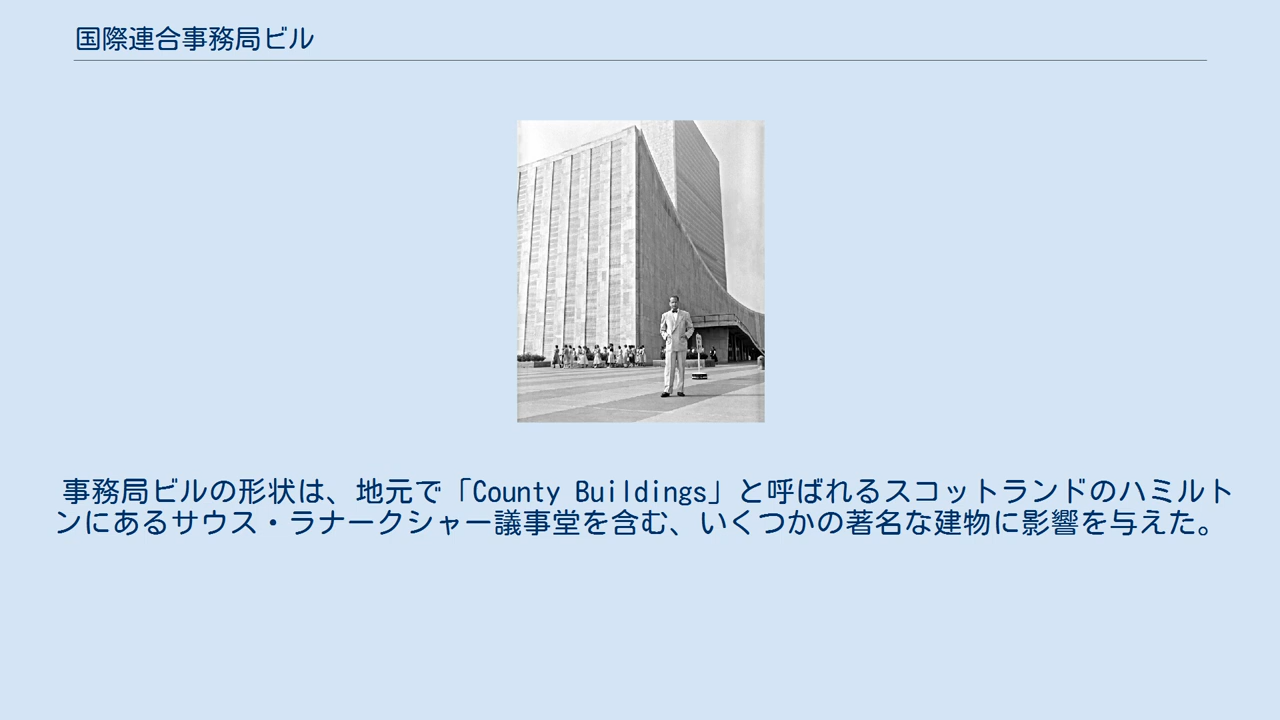 国際連合事務局ビル
事務局ビルの形状は、地元で「County Buildings」と呼ばれるスコットランドのハミルト
ンにあるサウス・ラナークシャー議事堂を含む、いくつかの著名な建物に影響を与えた。